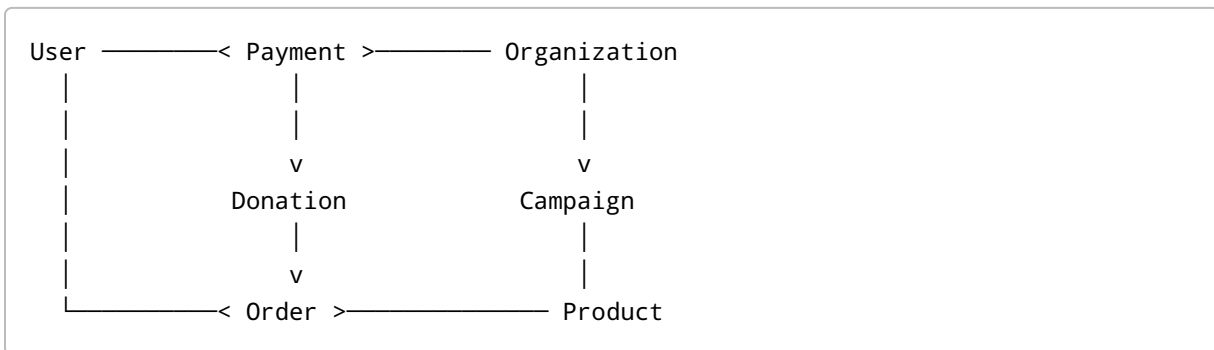 User ────────< Payment >──────── Organization
v v
Donation Campaign
v
< Order >────────────── Product